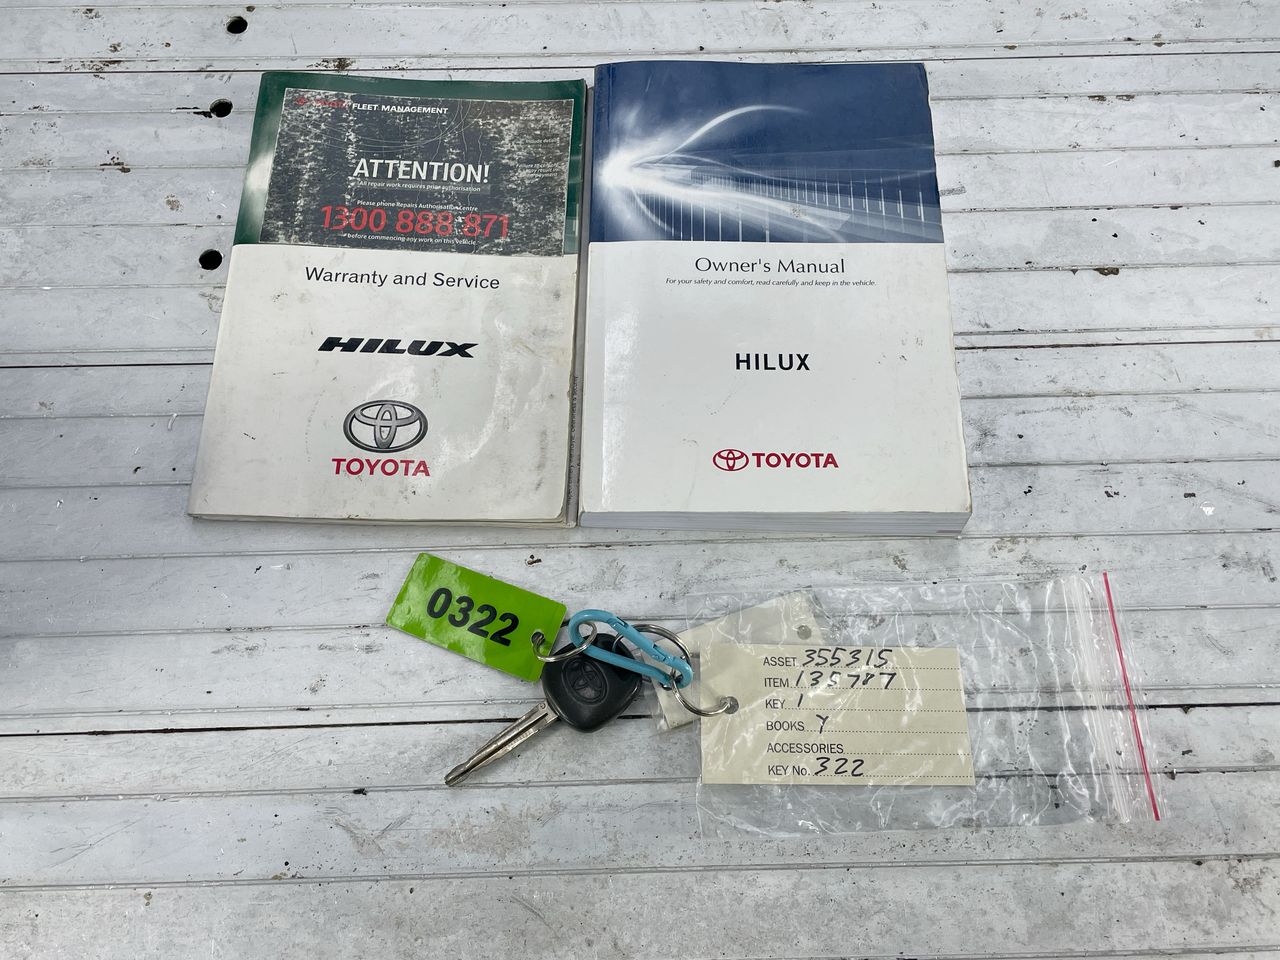 FLEET MANAGEMENT
ATTENTION!
All repair work requires prior authorisation
Please phone Repairs Authorisation centre
1300 888 871
before commencing any work on this vehicle
Warranty and Service
HILUX
TOYOTA
Owner's Manual
For your safety and comfort, read carefully and keep in the vehicle.
HILUX
TOYOTA
0322
ASSET 355315
ITEM 135787
KEY 1
BOOKS Y
ACCESSORIES
KEY No. 322